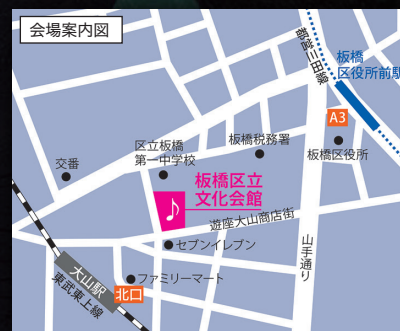 会場案内図
都営三田線
板橋
区役所前駅
A3
板橋区役所
板橋税務署
区立板橋
第一中学校
交番
板橋区立
文化会館
遊座大山商店街
セブンイレブン
山手通り
大山駅
東武東上線
ファミリーマート
北口